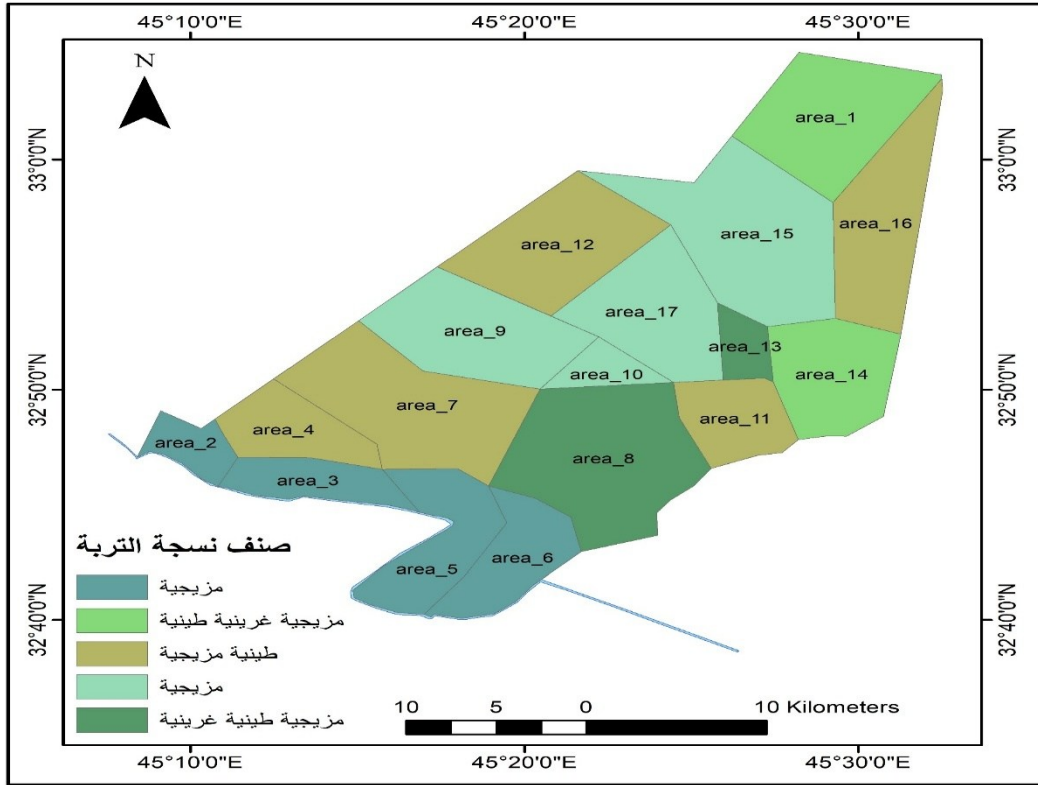 45°10'0"E 45°20'0"E 45°30'0"E
N
area_1
33°0'0"N 33°0'0"N
area_16
area_15
area_12
area_17
area_9
area_13
area_10
area_14
32°50'0"N 32°50'0"N
area_7
area_11
area_4
area_2
area_8
area_3
area_6
area_5
صنف نسجة التربة
مزيجية
مزيجية غرينية طينية
طينية مزيجية
مزيجية
مزيجية طينية غرينية
32°40'0"N 32°40'0"N
10 5 0 10 Kilometers
45°10'0"E 45°20'0"E 45°30'0"E